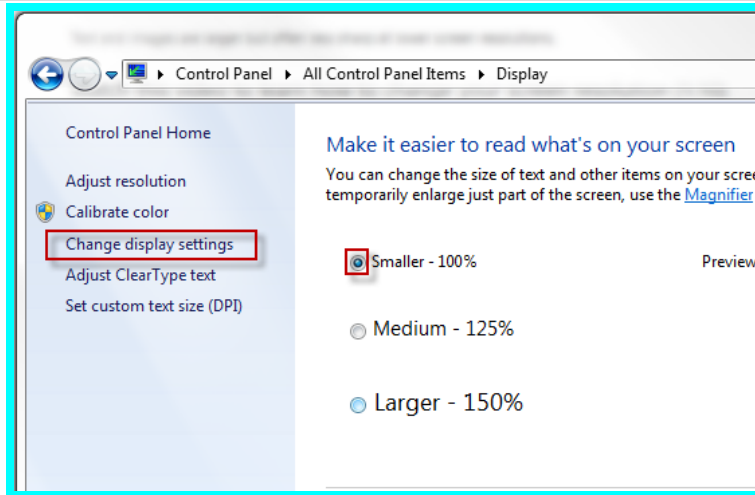 Control Panel ▸ All Control Panel Items ▸ Display
Control Panel Home
Adjust resolution
Calibrate color
Change display settings
Adjust ClearType text
Set custom text size (DPI)
Make it easier to read what's on your screen
You can change the size of text and other items on your scree
temporarily enlarge just part of the screen, use the Magnifier
Smaller - 100%
Preview
Medium - 125%
Larger - 150%